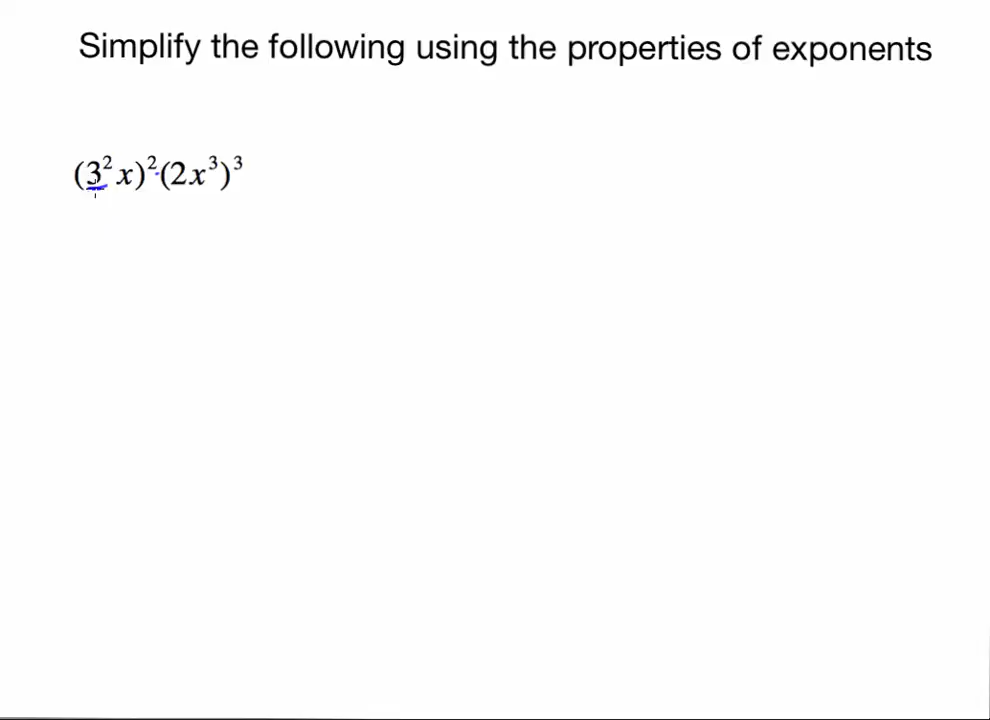 Simplify the following using the properties of exponents
(3²x)²·(2x³)³